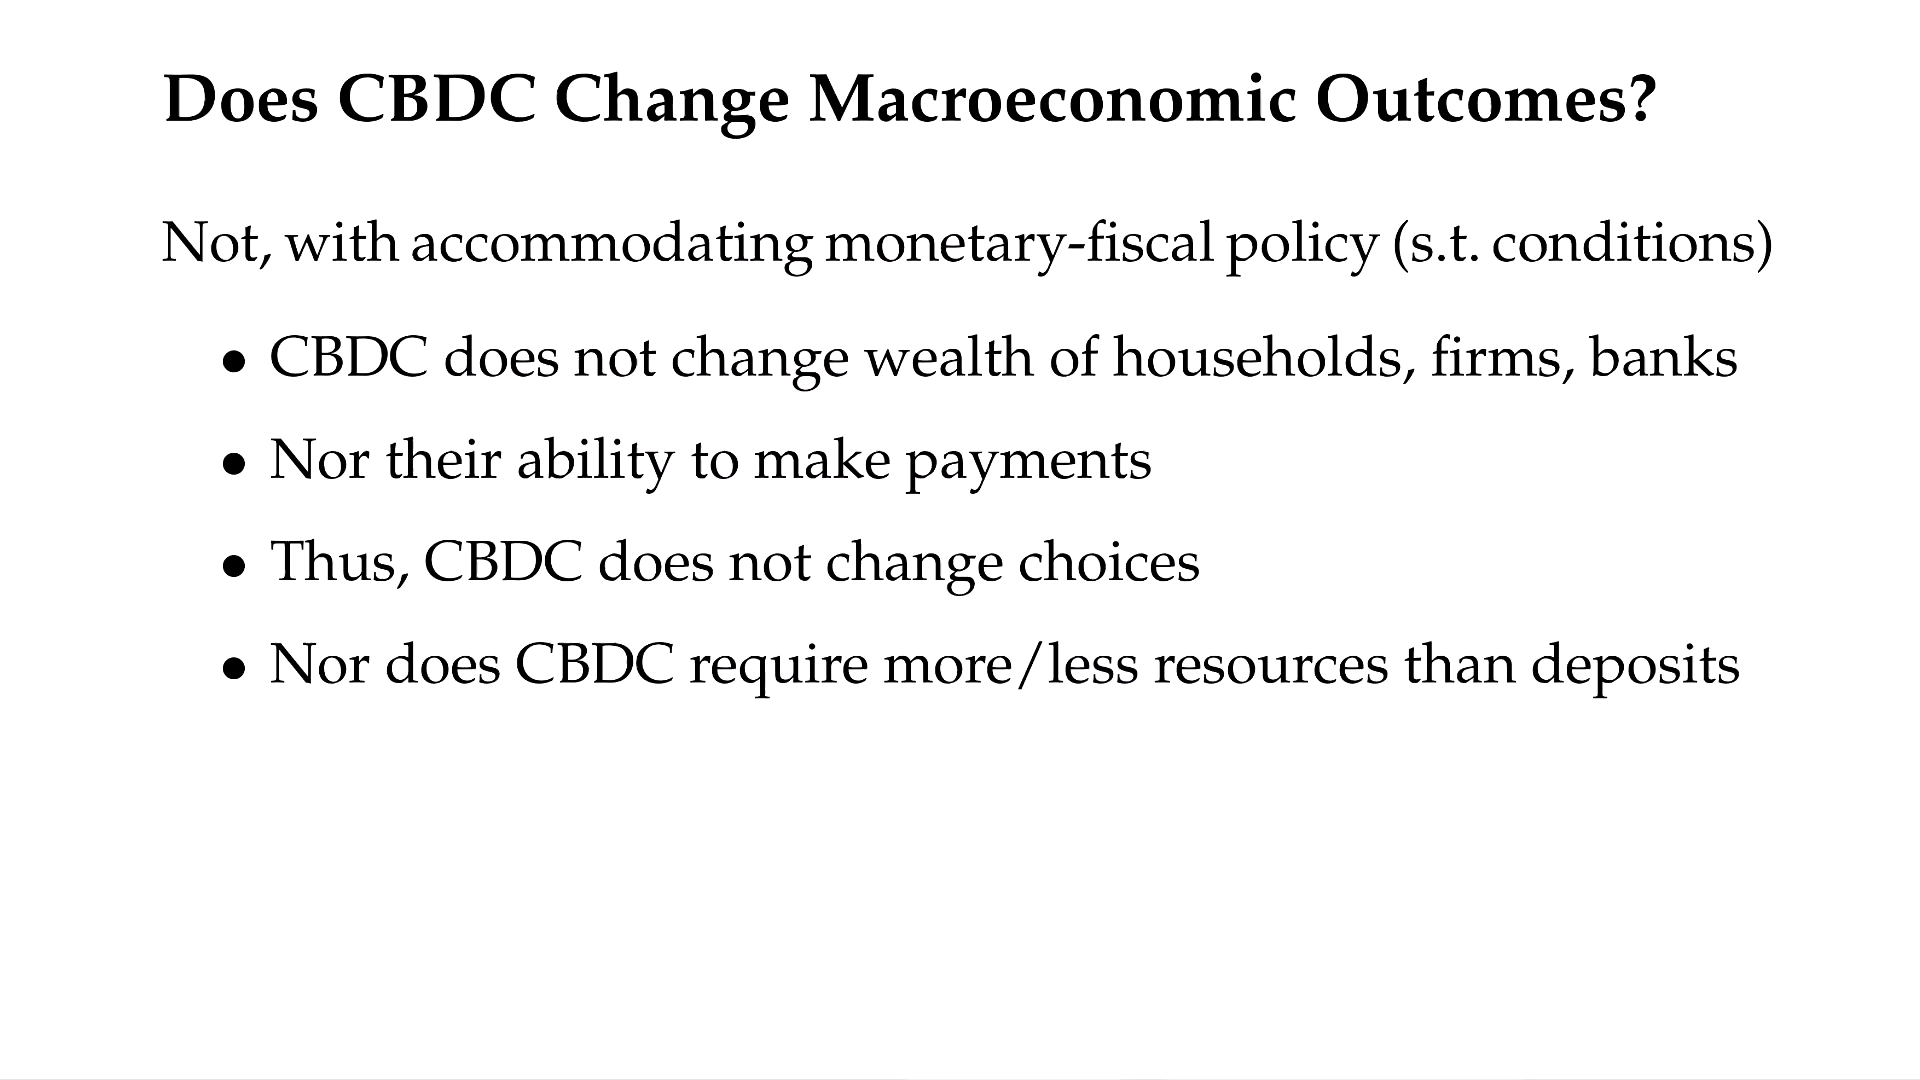 Does CBDC Change Macroeconomic Outcomes?
Not, with accommodating monetary-fiscal policy (s.t. conditions)
• CBDC does not change wealth of households, firms, banks
• Nor their ability to make payments
• Thus, CBDC does not change choices
• Nor does CBDC require more/less resources than deposits